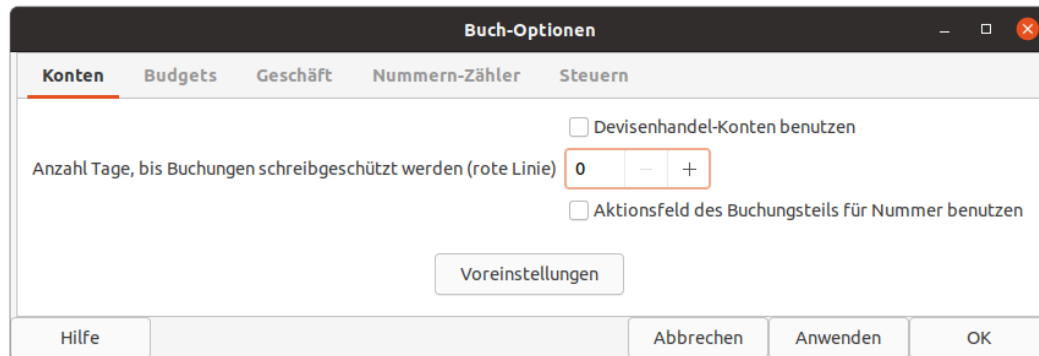 Buch-Optionen
Konten Budgets Geschäft Nummern-Zähler Steuern
Devisenhandel-Konten benutzen
Anzahl Tage, bis Buchungen schreibgeschützt werden (rote Linie) 0 − +
Aktionsfeld des Buchungsteils für Nummer benutzen
Voreinstellungen
Hilfe Abbrechen Anwenden OK